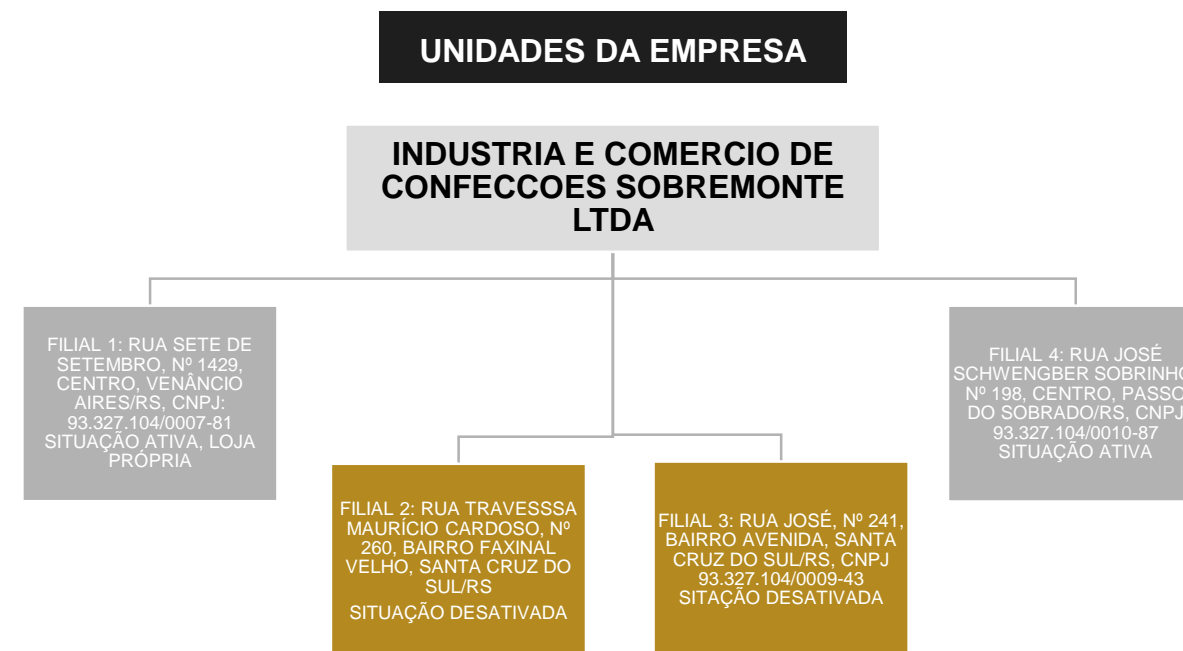 UNIDADES DA EMPRESA
INDUSTRIA E COMERCIO DE
CONFECCOES SOBREMONTE
LTDA
FILIAL 1: RUA SETE DE
SETEMBRO, Nº 1429,
CENTRO, VENÂNCIO
AIRES/RS, CNPJ:
93.327.104/0007-81
SITUAÇÃO ATIVA, LOJA
PRÓPRIA
FILIAL 2: RUA TRAVESSSA
MAURÍCIO CARDOSO, Nº
260, BAIRRO FAXINAL
VELHO, SANTA CRUZ DO
SUL/RS
SITUAÇÃO DESATIVADA
FILIAL 3: RUA JOSÉ, Nº 241,
BAIRRO AVENIDA, SANTA
CRUZ DO SUL/RS, CNPJ
93.327.104/0009-43
SITAÇÃO DESATIVADA
FILIAL 4: RUA JOSÉ
SCHWENGBER SOBRINHO,
Nº 198, CENTRO, PASSO
DO SOBRADO/RS, CNPJ
93.327.104/0010-87
SITUAÇÃO ATIVA